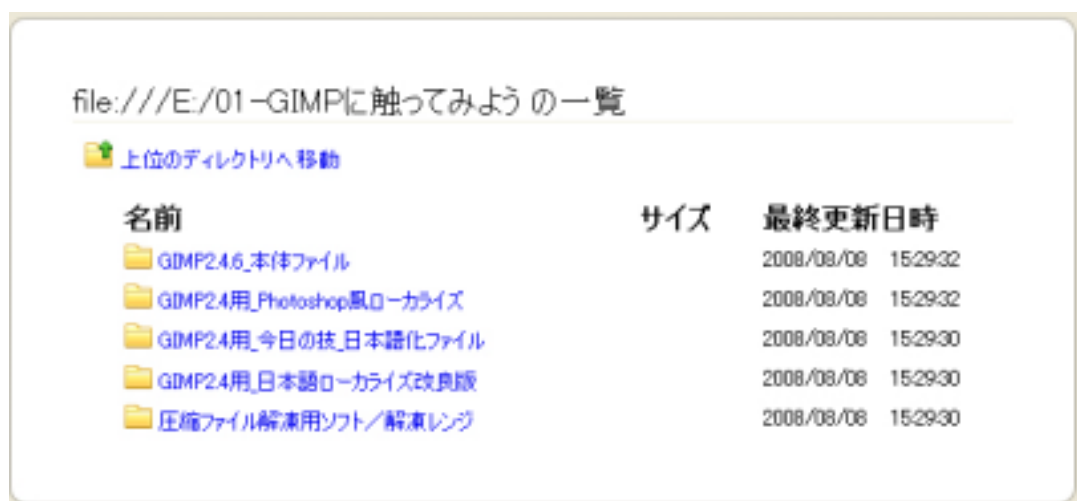 file:///E:/01-GIMPに触ってみよう の一覧
上位のディレクトリへ移動
名前 サイズ 最終更新日時
GIMP2.4.6_本体ファイル 2008/08/08 15:29:32
GIMP2.4用_Photoshop風ローカライズ 2008/08/08 15:29:32
GIMP2.4用_今日の技_日本語化ファイル 2008/08/08 15:29:30
GIMP2.4用_日本語ローカライズ改良版 2008/08/08 15:29:30
圧縮ファイル解凍用ソフト／解凍レンジ 2008/08/08 15:29:30